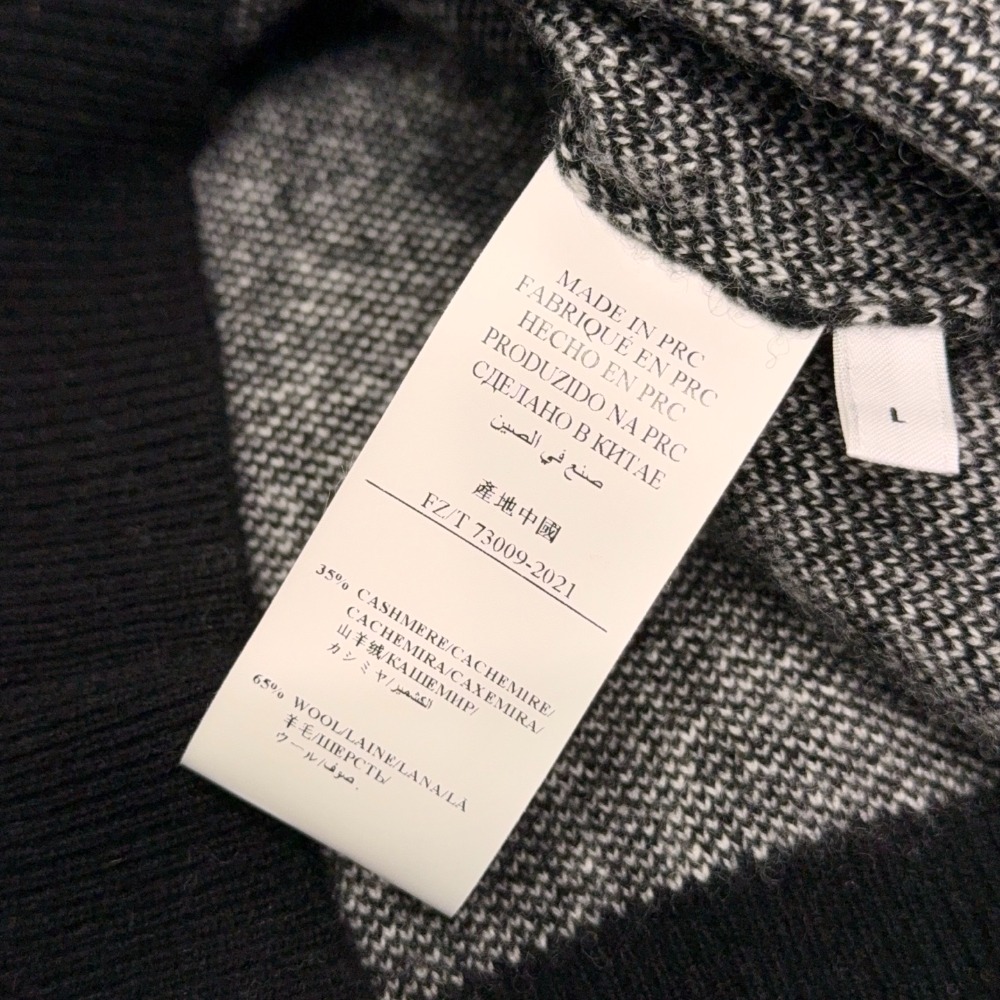 MADE IN PRC
FABRIQUÉ EN PRC
HECHO EN PRC
PRODUZIDO NA PRC
СДЕЛАНО В КИТАЕ
صنع في الصين
產地中國
FZ/T 73009-2021
35% CASHMERE/CACHEMIRE/
CACHEMIRA/CAXEMIRA/
山羊绒/КАШЕМИР/
カシミヤ/الكشمير
65% WOOL/LAINE/LANA/LÃ
羊毛/ШЕРСТЬ/
ウール/صوف.
L